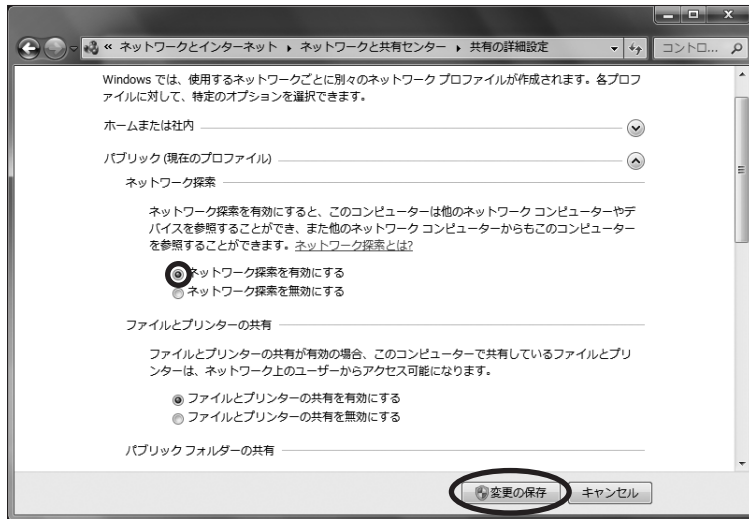 « ネットワークとインターネット ▸ ネットワークと共有センター ▸ 共有の詳細設定
コントロ...
Windows では、使用するネットワークごとに別々のネットワーク プロファイルが作成されます。各プロフ
ァイルに対して、特定のオプションを選択できます。
ホームまたは社内
パブリック (現在のプロファイル)
ネットワーク探索
ネットワーク探索を有効にすると、このコンピューターは他のネットワーク コンピューターやデ
バイスを参照することができ、また他のネットワーク コンピューターからもこのコンピューター
を参照することができます。ネットワーク探索とは?
ネットワーク探索を有効にする
ネットワーク探索を無効にする
ファイルとプリンターの共有
ファイルとプリンターの共有が有効の場合、このコンピューターで共有しているファイルとプリ
ンターは、ネットワーク上のユーザーからアクセス可能になります。
ファイルとプリンターの共有を有効にする
ファイルとプリンターの共有を無効にする
パブリック フォルダーの共有
変更の保存
キャンセル